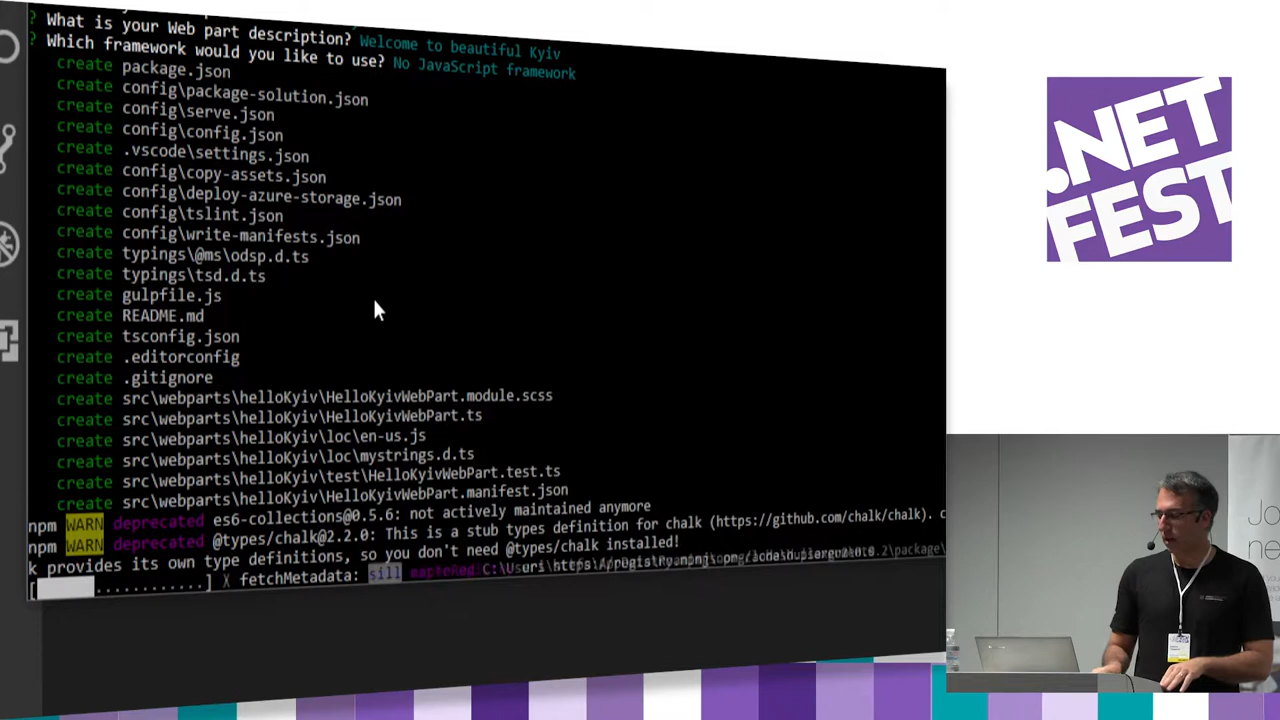 ? What is your Web part description? Welcome to beautiful Kyiv
? Which framework would you like to use? No JavaScript framework
create package.json
create config\package-solution.json
create config\serve.json
create config\config.json
create .vscode\settings.json
create config\copy-assets.json
create config\deploy-azure-storage.json
create config\tslint.json
create config\write-manifests.json
create typings\@ms\odsp.d.ts
create typings\tsd.d.ts
create gulpfile.js
create README.md
create tsconfig.json
create .editorconfig
create .gitignore
create src\webparts\helloKyiv\HelloKyivWebPart.module.scss
create src\webparts\helloKyiv\HelloKyivWebPart.ts
create src\webparts\helloKyiv\loc\en-us.js
create src\webparts\helloKyiv\loc\mystrings.d.ts
create src\webparts\helloKyiv\test\HelloKyivWebPart.test.ts
create src\webparts\helloKyiv\HelloKyivWebPart.manifest.json
npm WARN deprecated es6-collections@0.5.6: not actively maintained anymore
npm WARN deprecated @types/chalk@2.2.0: This is a stub types definition for chalk (https://github.com/chalk/chalk). c
k provides its own type definitions, so you don't need @types/chalk installed!
[ ............] fetchMetadata: sill
.NET
FEST